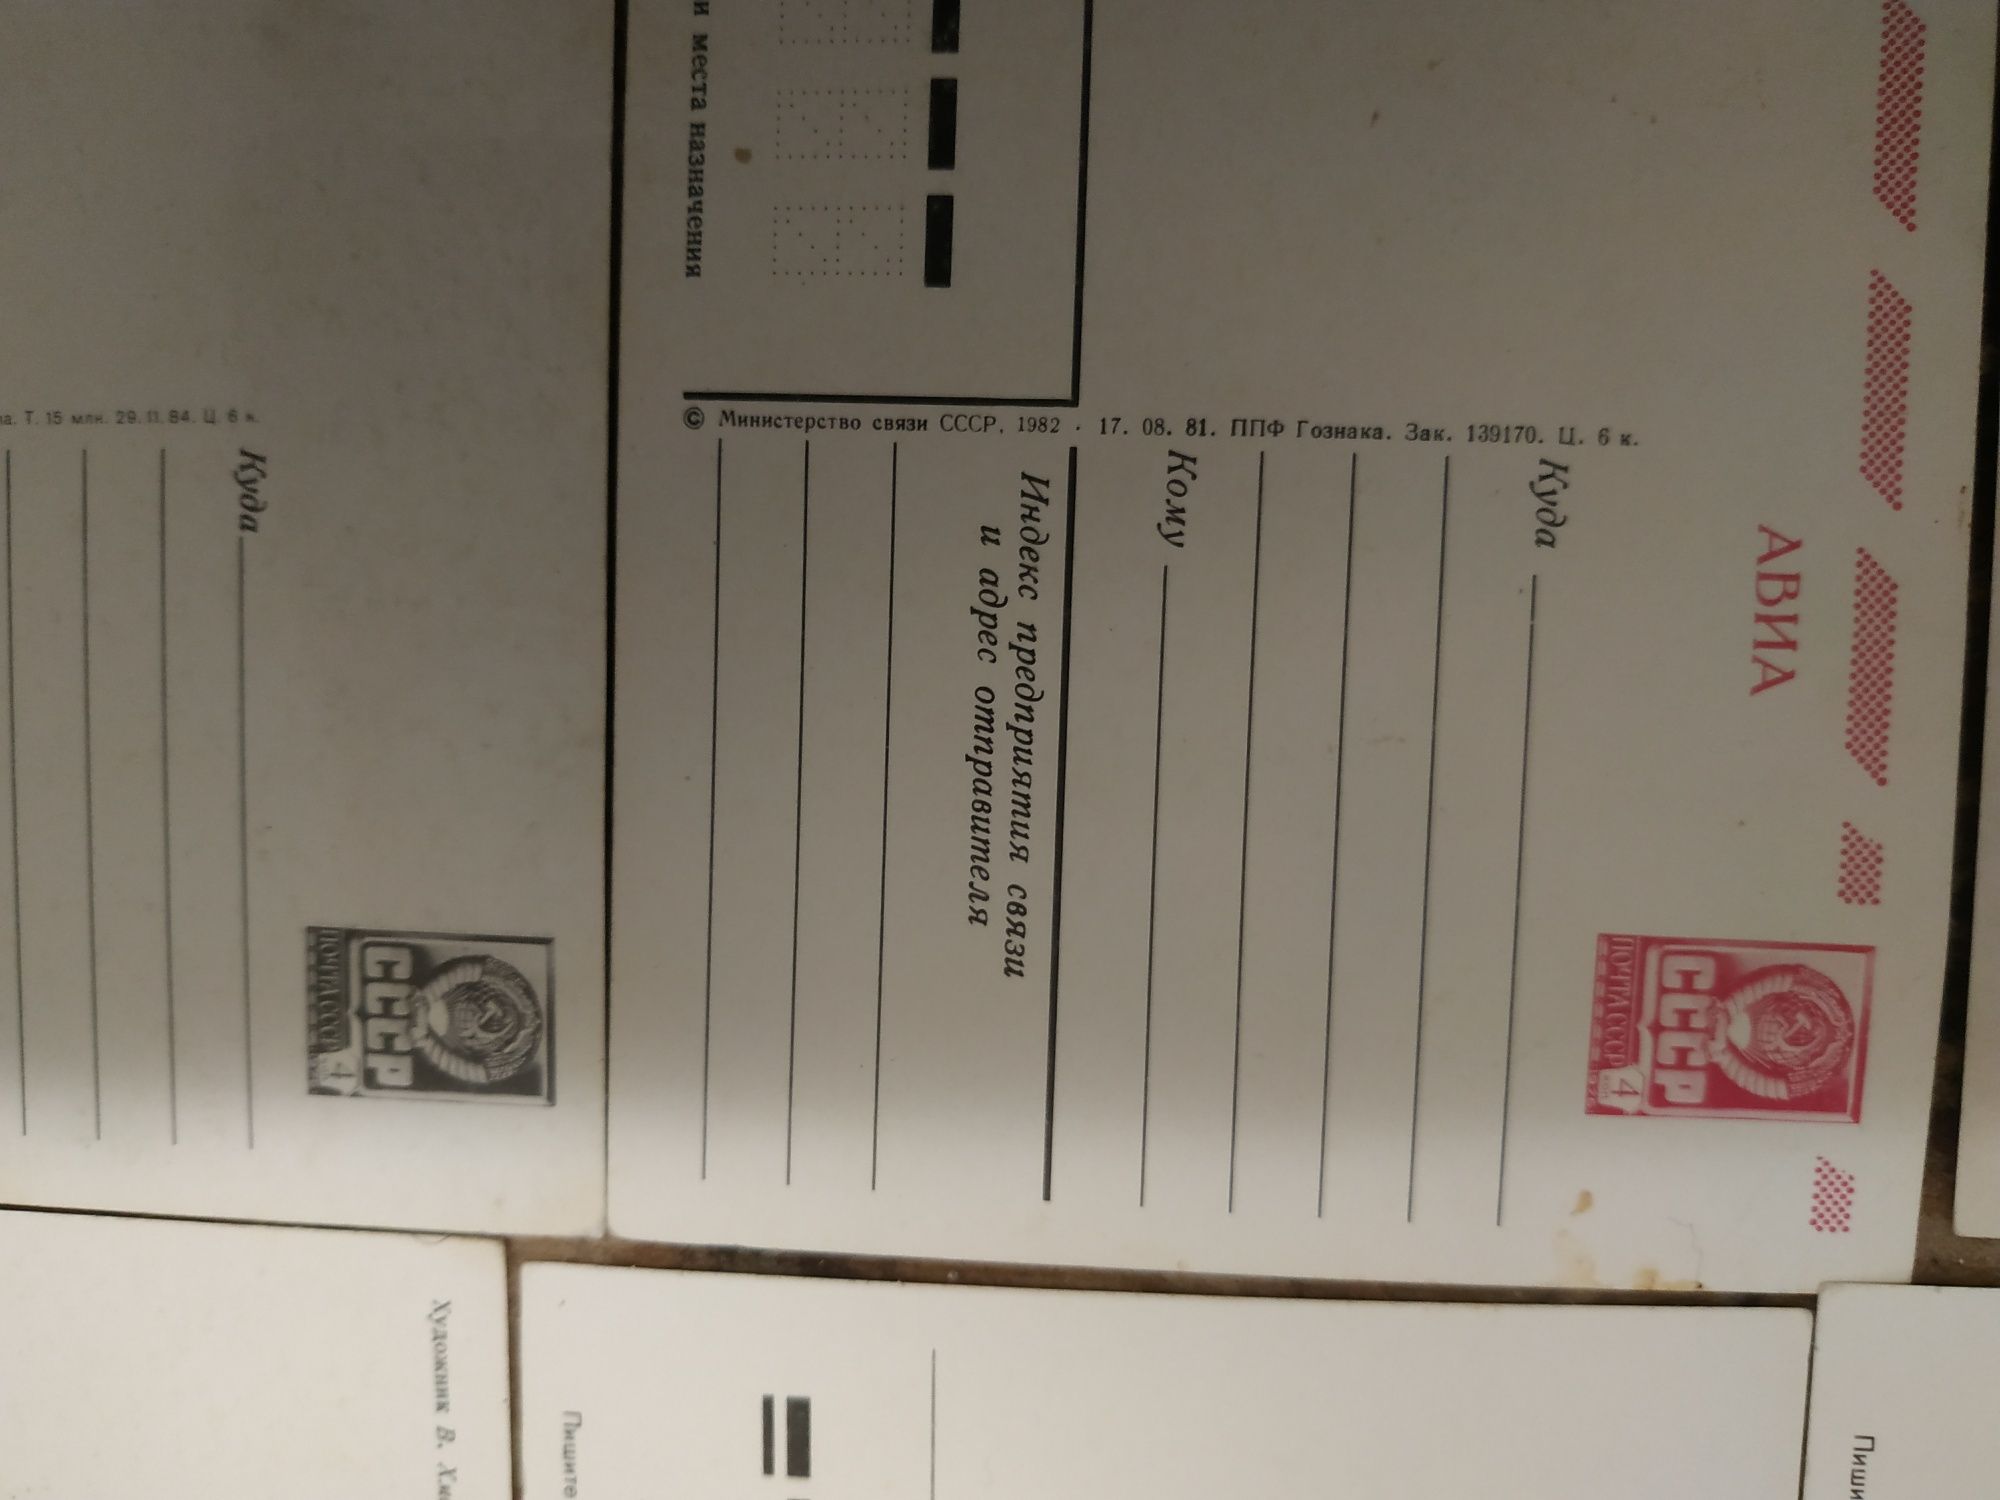 АВИА
ПОЧТА СССР
СССР
4
Куда
Кому
Индекс предприятия связи
и адрес отправителя
и места назначения
© Министерство связи СССР, 1982 · 17. 08. 81. ППФ Гознака. Зак. 139170. Ц. 6 к.
СССР
ПОЧТА СССР
4
Куда
Т. 15 млн. 29. 11. 84. Ц. 6 к.
Художник В.
Пишите